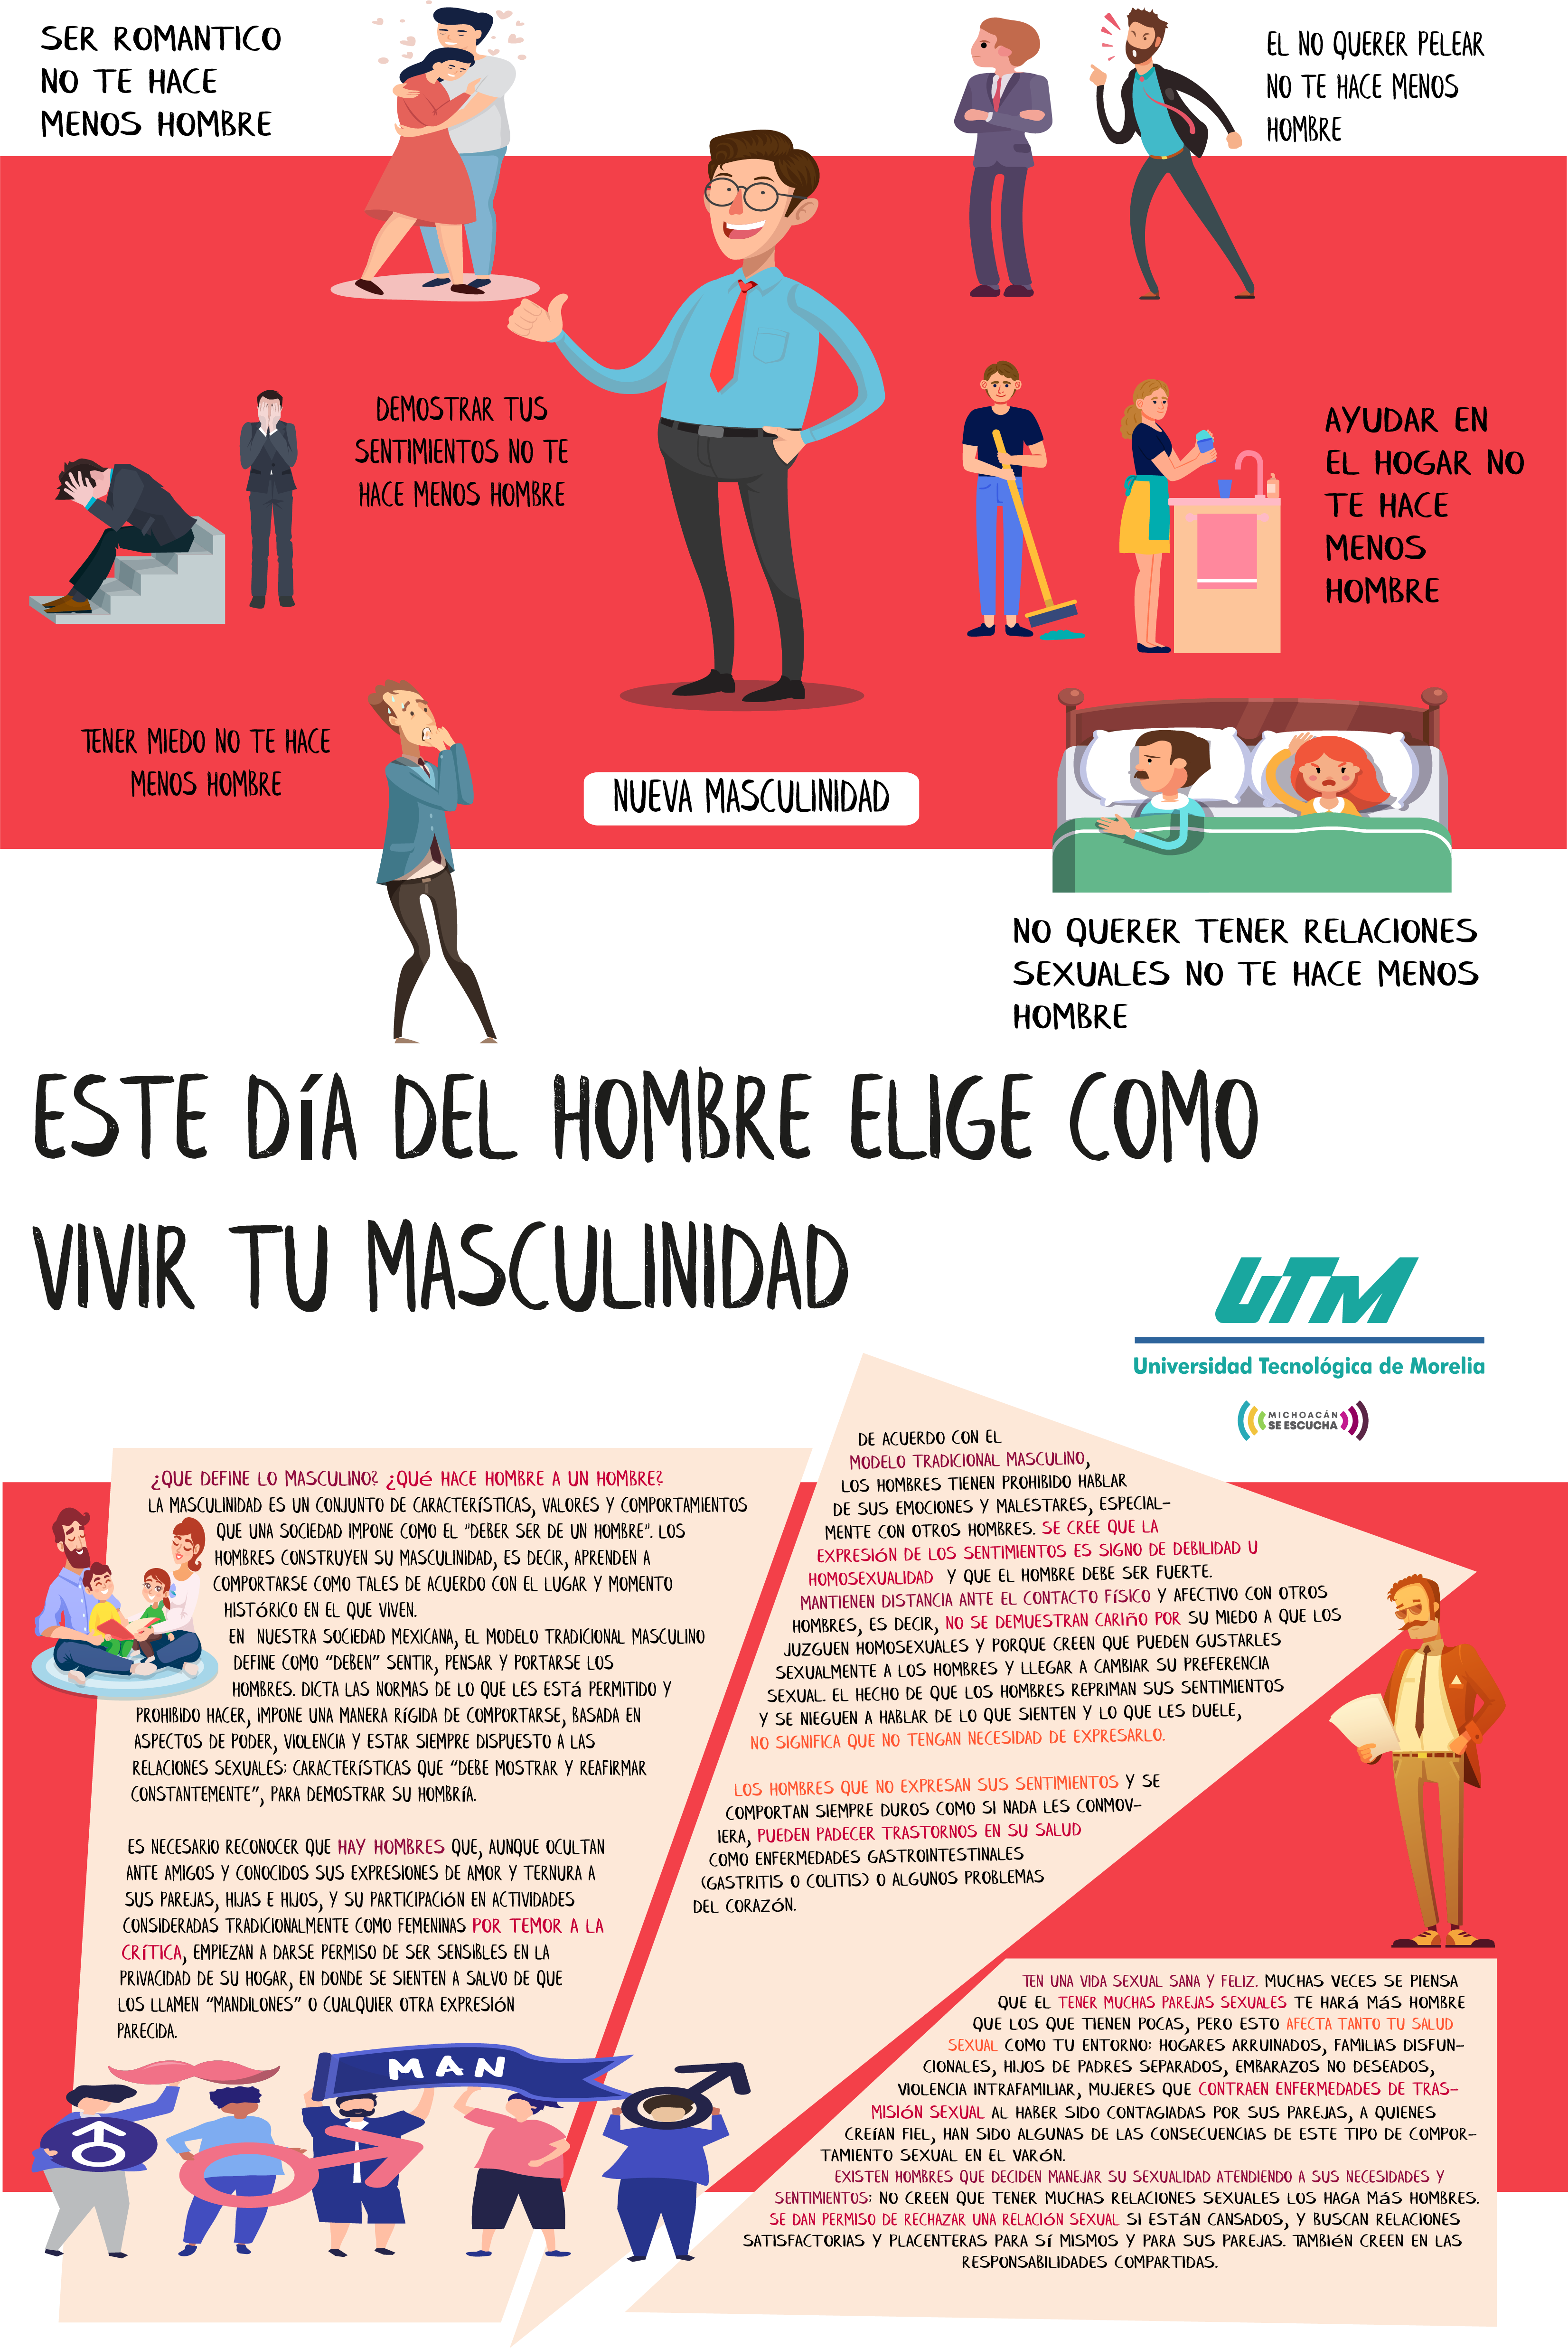 SER ROMANTICO
NO TE HACE
MENOS HOMBRE
EL NO QUERER PELEAR
NO TE HACE MENOS
HOMBRE
DEMOSTRAR TUS
SENTIMIENTOS NO TE
HACE MENOS HOMBRE
AYUDAR EN
EL HOGAR NO
TE HACE
MENOS
HOMBRE
TENER MIEDO NO TE HACE
MENOS HOMBRE
NUEVA MASCULINIDAD
NO QUERER TENER RELACIONES
SEXUALES NO TE HACE MENOS
HOMBRE
ESTE DÍA DEL HOMBRE ELIGE COMO
VIVIR TU MASCULINIDAD
UTM
Universidad Tecnológica de Morelia
MICHOACÁN
SE ESCUCHA
¿QUE DEFINE LO MASCULINO? ¿QUÉ HACE HOMBRE A UN HOMBRE?
LA MASCULINIDAD ES UN CONJUNTO DE CARACTERÍSTICAS, VALORES Y COMPORTAMIENTOS
QUE UNA SOCIEDAD IMPONE COMO EL "DEBER SER DE UN HOMBRE". LOS
HOMBRES CONSTRUYEN SU MASCULINIDAD, ES DECIR, APRENDEN A
COMPORTARSE COMO TALES DE ACUERDO CON EL LUGAR Y MOMENTO
HISTÓRICO EN EL QUE VIVEN.
EN NUESTRA SOCIEDAD MEXICANA, EL MODELO TRADICIONAL MASCULINO
DEFINE COMO “DEBEN” SENTIR, PENSAR Y PORTARSE LOS
HOMBRES. DICTA LAS NORMAS DE LO QUE LES ESTÁ PERMITIDO Y
PROHIBIDO HACER, IMPONE UNA MANERA RÍGIDA DE COMPORTARSE, BASADA EN
ASPECTOS DE PODER, VIOLENCIA Y ESTAR SIEMPRE DISPUESTO A LAS
RELACIONES SEXUALES; CARACTERÍSTICAS QUE “DEBE MOSTRAR Y REAFIRMAR
CONSTANTEMENTE”, PARA DEMOSTRAR SU HOMBRÍA.
ES NECESARIO RECONOCER QUE HAY HOMBRES QUE, AUNQUE OCULTAN
ANTE AMIGOS Y CONOCIDOS SUS EXPRESIONES DE AMOR Y TERNURA A
SUS PAREJAS, HIJAS E HIJOS, Y SU PARTICIPACIÓN EN ACTIVIDADES
CONSIDERADAS TRADICIONALMENTE COMO FEMENINAS POR TEMOR A LA
CRÍTICA, EMPIEZAN A DARSE PERMISO DE SER SENSIBLES EN LA
PRIVACIDAD DE SU HOGAR, EN DONDE SE SIENTEN A SALVO DE QUE
LOS LLAMEN “MANDILONES” O CUALQUIER OTRA EXPRESIÓN
PARECIDA.
MAN
DE ACUERDO CON EL
MODELO TRADICIONAL MASCULINO,
LOS HOMBRES TIENEN PROHIBIDO HABLAR
DE SUS EMOCIONES Y MALESTARES, ESPECIAL-
MENTE CON OTROS HOMBRES. SE CREE QUE LA
EXPRESIÓN DE LOS SENTIMIENTOS ES SIGNO DE DEBILIDAD U
HOMOSEXUALIDAD Y QUE EL HOMBRE DEBE SER FUERTE.
MANTIENEN DISTANCIA ANTE EL CONTACTO FÍSICO Y AFECTIVO CON OTROS
HOMBRES, ES DECIR, NO SE DEMUESTRAN CARIÑO POR SU MIEDO A QUE LOS
JUZGUEN HOMOSEXUALES Y PORQUE CREEN QUE PUEDEN GUSTARLES
SEXUALMENTE A LOS HOMBRES Y LLEGAR A CAMBIAR SU PREFERENCIA
SEXUAL. EL HECHO DE QUE LOS HOMBRES REPRIMAN SUS SENTIMIENTOS
Y SE NIEGUEN A HABLAR DE LO QUE SIENTEN Y LO QUE LES DUELE,
NO SIGNIFICA QUE NO TENGAN NECESIDAD DE EXPRESARLO.
LOS HOMBRES QUE NO EXPRESAN SUS SENTIMIENTOS Y SE
COMPORTAN SIEMPRE DUROS COMO SI NADA LES CONMOV-
IERA, PUEDEN PADECER TRASTORNOS EN SU SALUD
COMO ENFERMEDADES GASTROINTESTINALES
(GASTRITIS O COLITIS) O ALGUNOS PROBLEMAS
DEL CORAZÓN.
TEN UNA VIDA SEXUAL SANA Y FELIZ. MUCHAS VECES SE PIENSA
QUE EL TENER MUCHAS PAREJAS SEXUALES TE HARÁ MÁS HOMBRE
QUE LOS QUE TIENEN POCAS, PERO ESTO AFECTA TANTO TU SALUD
SEXUAL COMO TU ENTORNO: HOGARES ARRUINADOS, FAMILIAS DISFUN-
CIONALES, HIJOS DE PADRES SEPARADOS, EMBARAZOS NO DESEADOS,
VIOLENCIA INTRAFAMILIAR, MUJERES QUE CONTRAEN ENFERMEDADES DE TRAS-
MISIÓN SEXUAL AL HABER SIDO CONTAGIADAS POR SUS PAREJAS, A QUIENES
CREÍAN FIEL, HAN SIDO ALGUNAS DE LAS CONSECUENCIAS DE ESTE TIPO DE COMPOR-
TAMIENTO SEXUAL EN EL VARÓN.
EXISTEN HOMBRES QUE DECIDEN MANEJAR SU SEXUALIDAD ATENDIENDO A SUS NECESIDADES Y
SENTIMIENTOS; NO CREEN QUE TENER MUCHAS RELACIONES SEXUALES LOS HAGA MÁS HOMBRES.
SE DAN PERMISO DE RECHAZAR UNA RELACIÓN SEXUAL SI ESTÁN CANSADOS, Y BUSCAN RELACIONES
SATISFACTORIAS Y PLACENTERAS PARA SÍ MISMOS Y PARA SUS PAREJAS. TAMBIÉN CREEN EN LAS
RESPONSABILIDADES COMPARTIDAS.